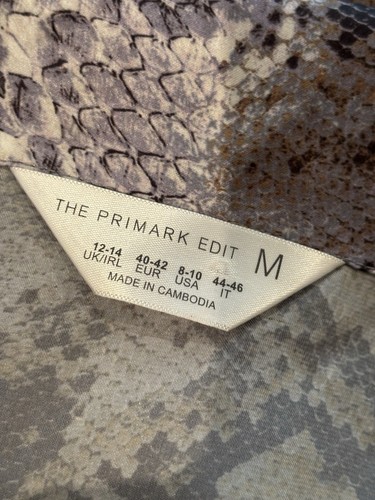 THE PRIMARK EDIT M
12-14 40-42 8-10 44-46
UK/IRL EUR USA IT
MADE IN CAMBODIA